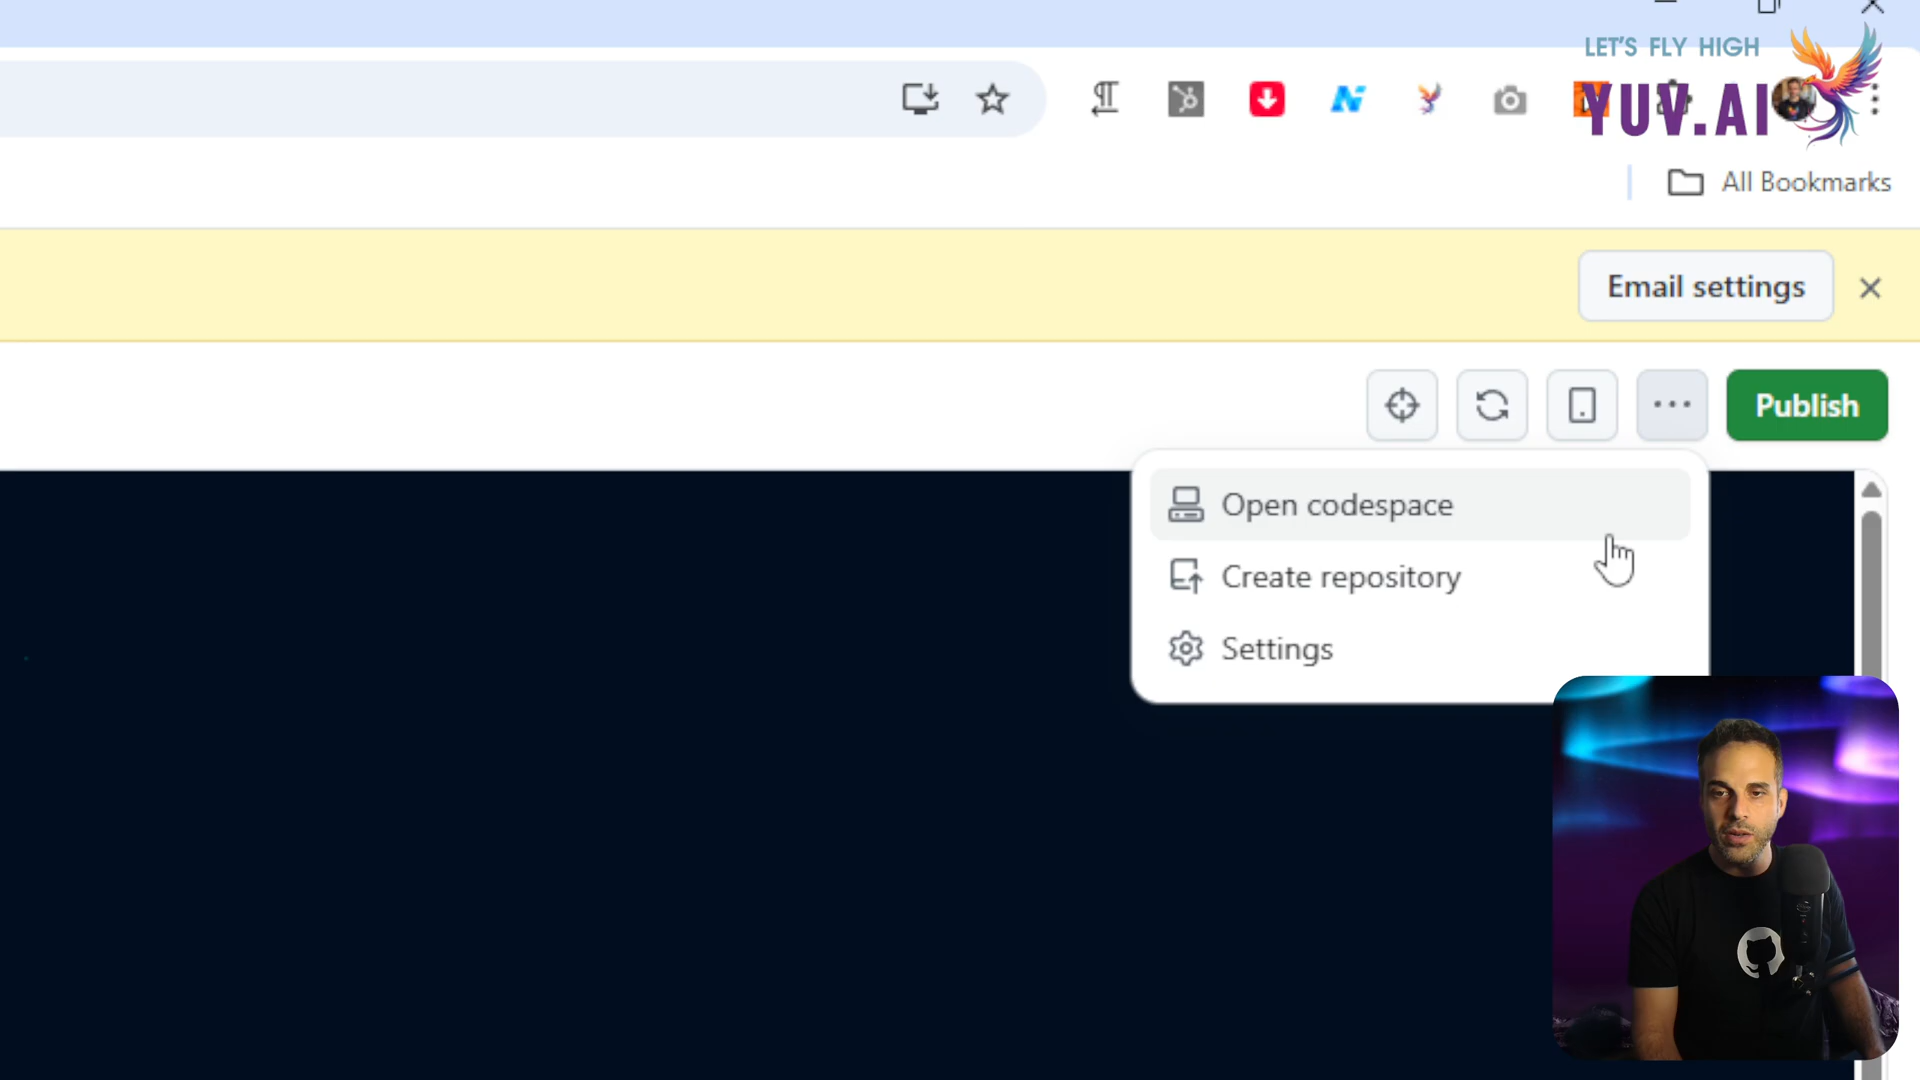 LET'S FLY HIGH
YUV.AI
All Bookmarks
Email settings
Publish
Open codespace
Create repository
Settings